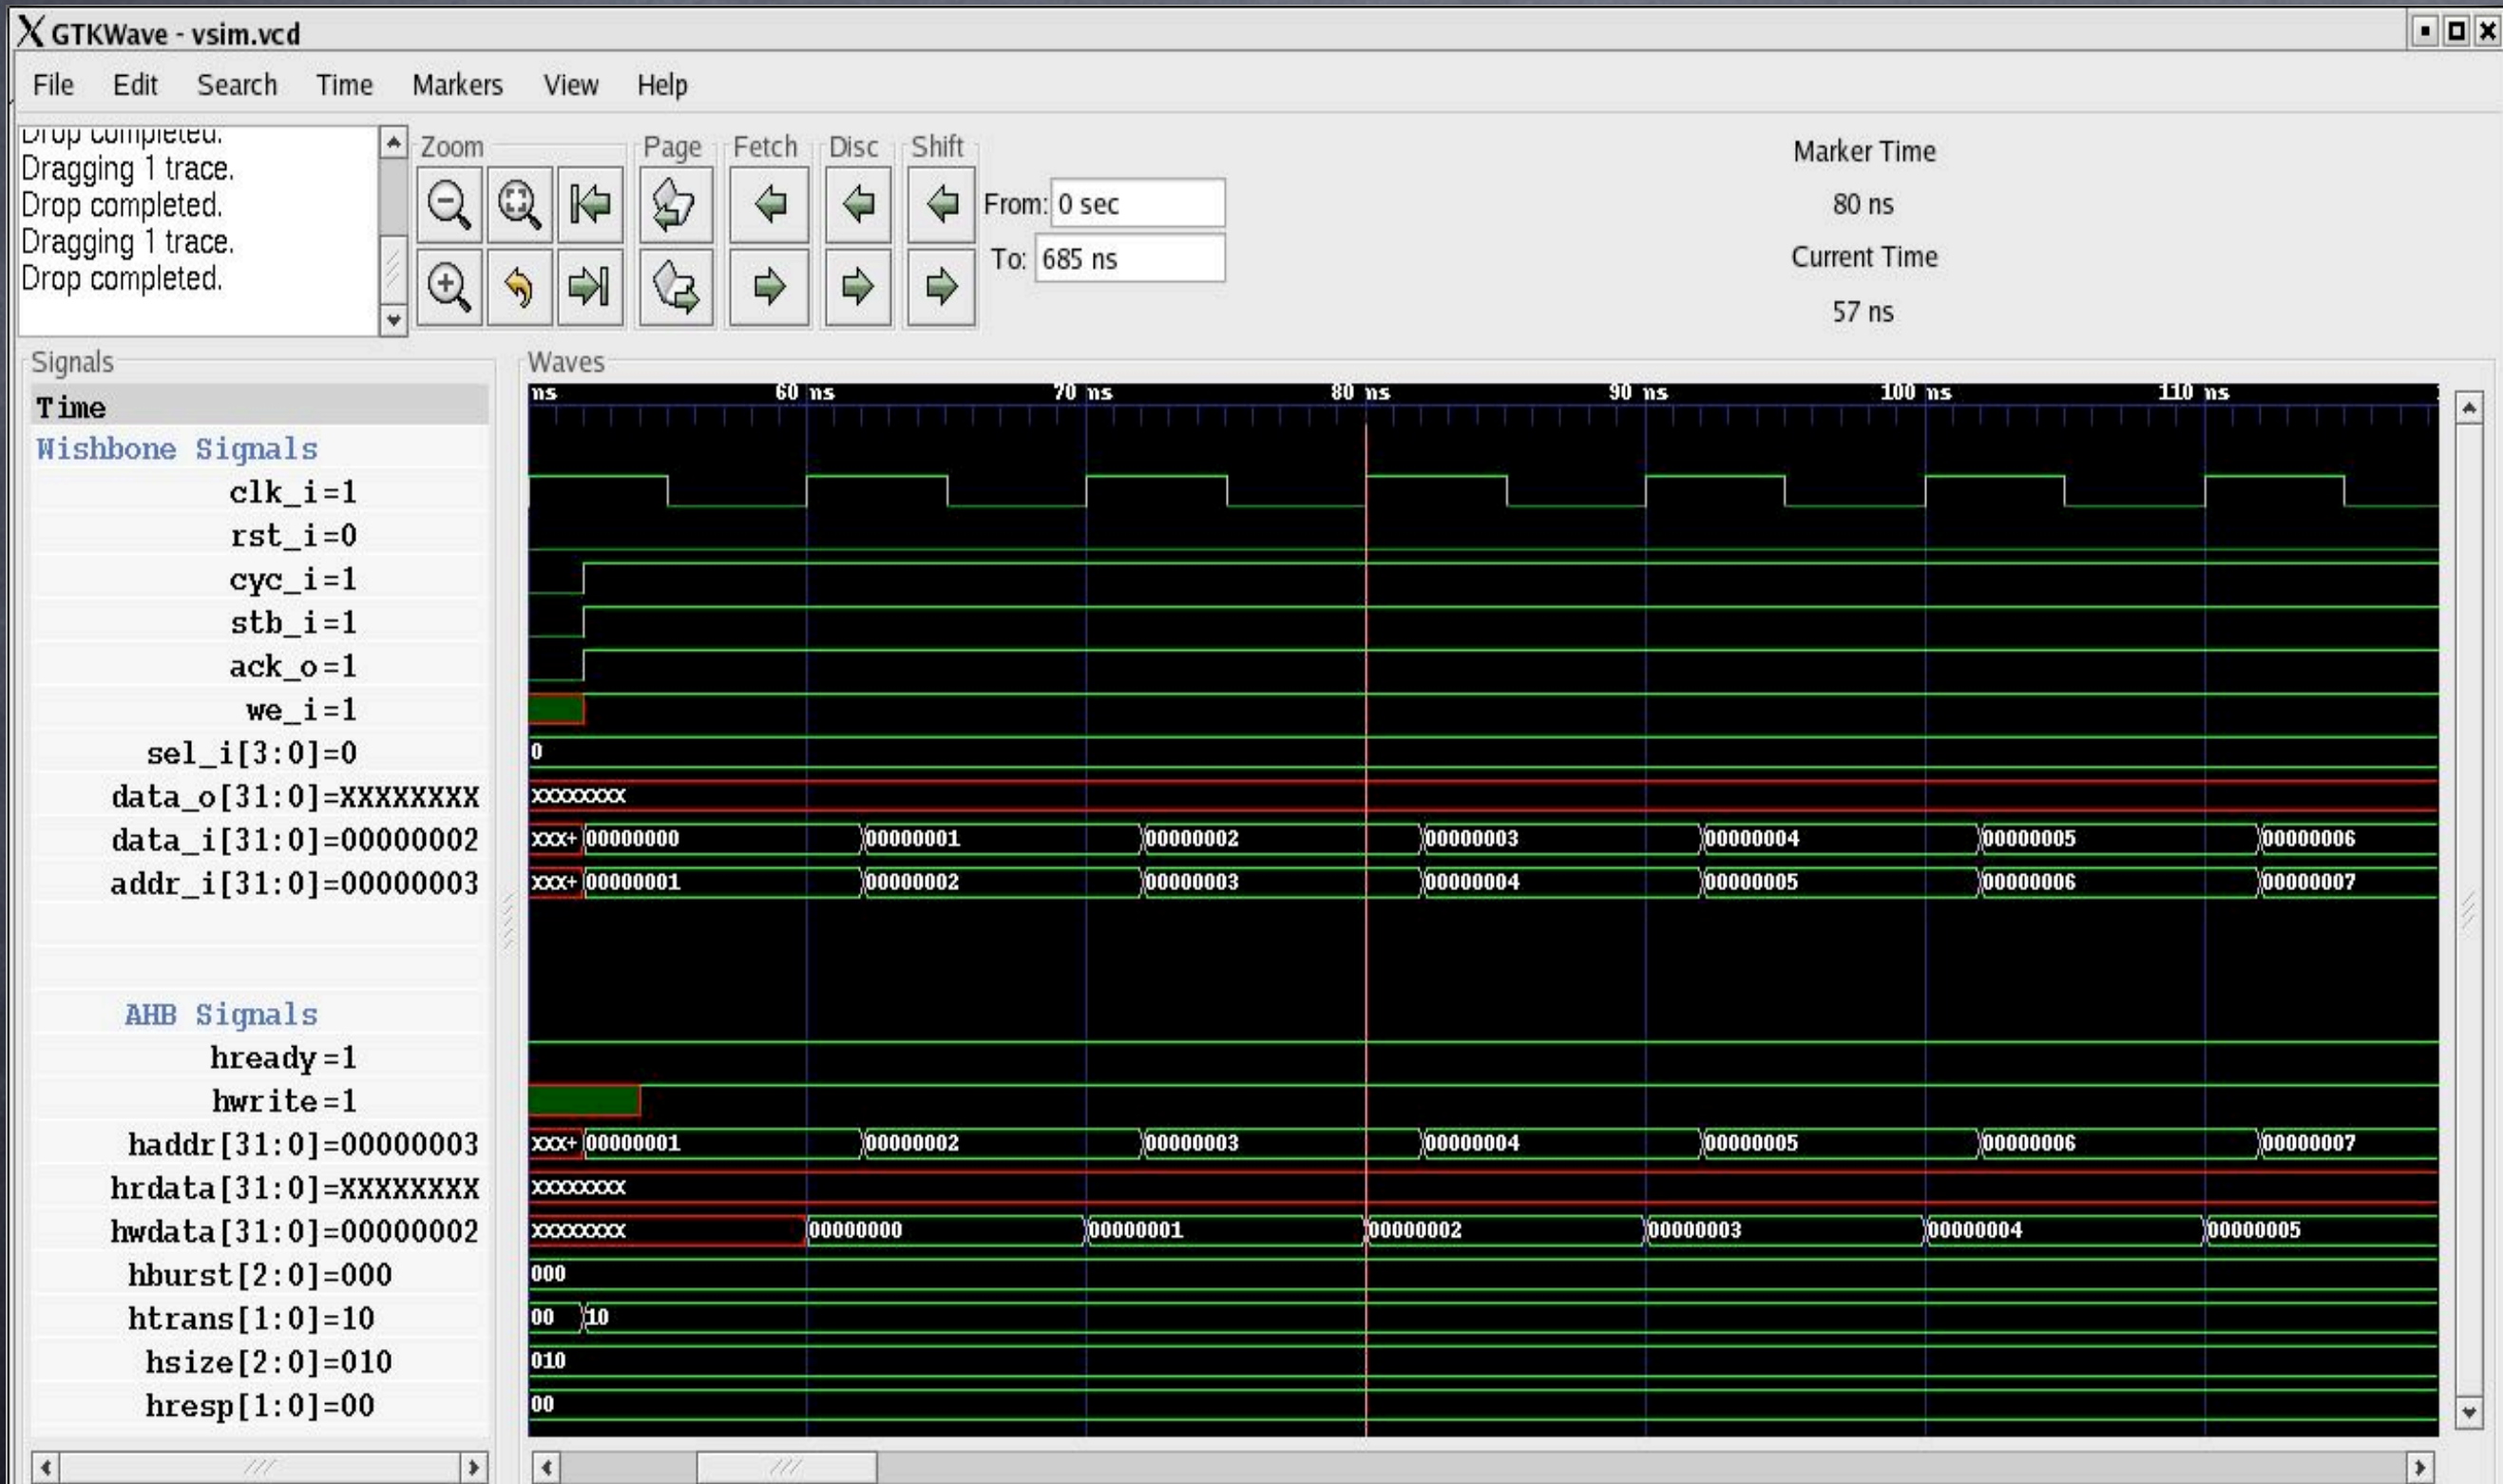 GTKWave - vsim.vcd
File Edit Search Time Markers View Help
Drop completed.
Dragging 1 trace.
Drop completed.
Dragging 1 trace.
Drop completed.
Zoom Page Fetch Disc Shift
From: 0 sec
To: 685 ns
Marker Time
80 ns
Current Time
57 ns
Signals
Waves
Time
ns 60 ns 70 ns 80 ns 90 ns 100 ns 110 ns
Wishbone Signals
clk_i=1
rst_i=0
cyc_i=1
stb_i=1
ack_o=1
we_i=1
sel_i[3:0]=0 0
data_o[31:0]=XXXXXXXX XXXXXXXX
data_i[31:0]=00000002 XXX+ 00000000 00000001 00000002 00000003 00000004 00000005 00000006
addr_i[31:0]=00000003 XXX+ 00000001 00000002 00000003 00000004 00000005 00000006 00000007
AHB Signals
hready=1
hwrite=1
haddr[31:0]=00000003 XXX+ 00000001 00000002 00000003 00000004 00000005 00000006 00000007
hrdata[31:0]=XXXXXXXX XXXXXXXX
hwdata[31:0]=00000002 XXXXXXXX 00000000 00000001 00000002 00000003 00000004 00000005
hburst[2:0]=000 000
htrans[1:0]=10 00 10
hsize[2:0]=010 010
hresp[1:0]=00 00